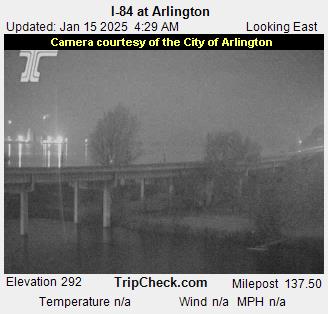 I-84 at Arlington
Updated: Jan 15 2025 4:29 AM Looking East
Camera courtesy of the City of Arlington
Elevation 292 TripCheck.com Milepost 137.50
Temperature n/a Wind n/a MPH n/a